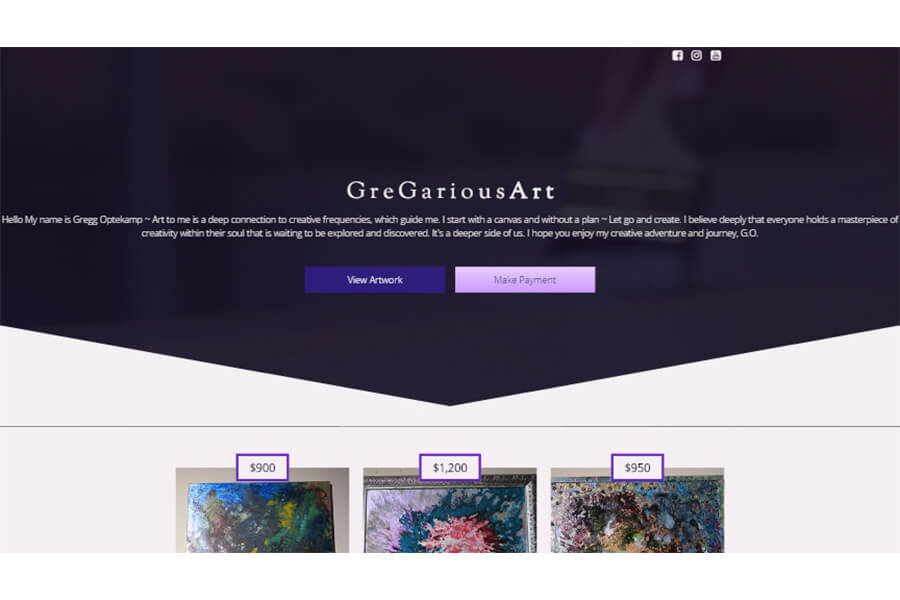 GreGariousArt
Hello My name is Gregg Optekamp ~ Art to me is a deep connection to creative frequencies, which guide me. I start with a canvas and without a plan ~ Let go and create. I believe deeply that everyone holds a masterpiece of
creativity within their soul that is waiting to be explored and discovered. It's a deeper side of us. I hope you enjoy my creative adventure and journey, G.O.
View Artwork
Make Payment
$900
$1,200
$950